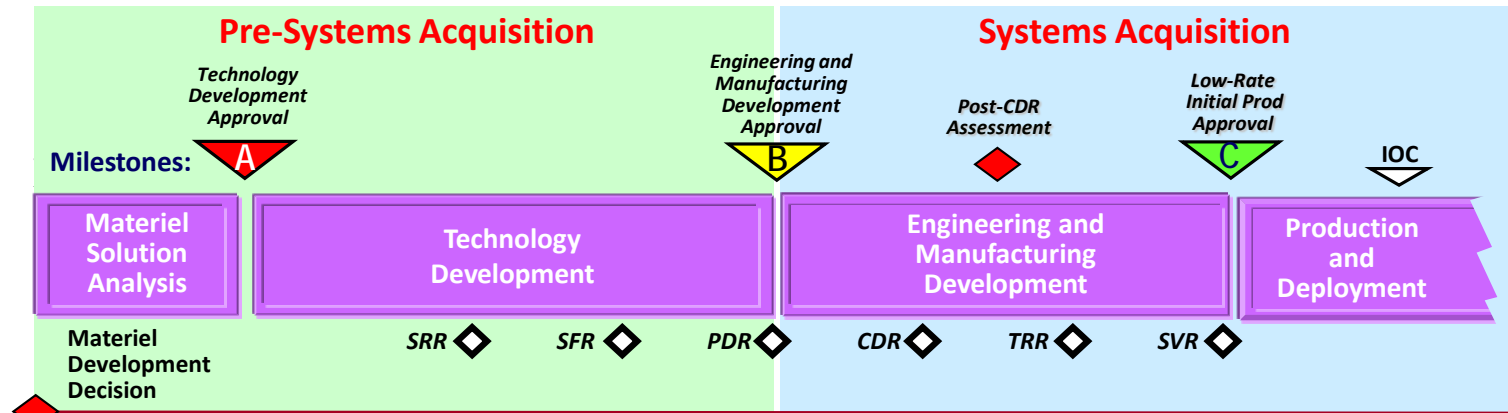 Pre-Systems Acquisition
Systems Acquisition
Technology
Development
Approval
Engineering and
Manufacturing
Development
Approval
Post-CDR
Assessment
Low-Rate
Initial Prod
Approval
Milestones:
A
B
C
IOC
Materiel
Solution
Analysis
Technology
Development
Engineering and
Manufacturing
Development
Production
and
Deployment
Materiel
Development
Decision
SRR
SFR
PDR
CDR
TRR
SVR